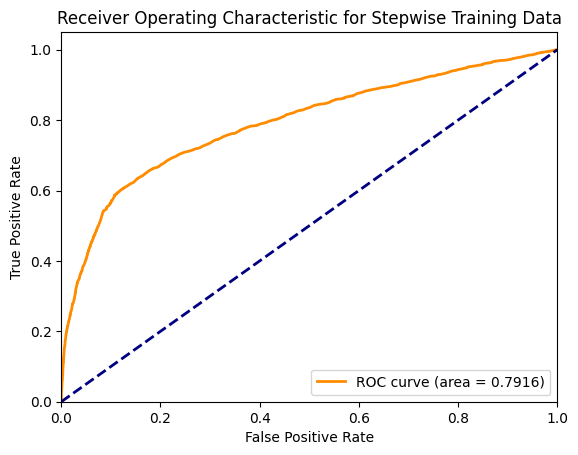 Receiver Operating Characteristic for Stepwise Training Data
True Positive Rate
1.0
0.8
0.6
0.4
0.2
0.0
ROC curve (area = 0.7916)
0.0 0.2 0.4 0.6 0.8 1.0
False Positive Rate